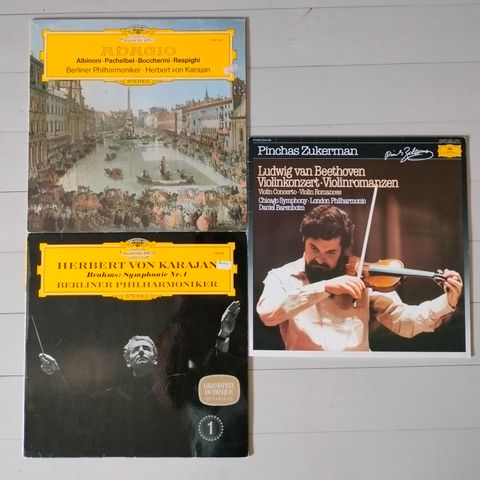 Deutsche
Grammophon
ADAGIO
Albinoni · Pachelbel · Boccherini · Respighi
Berliner Philharmoniker · Herbert von Karajan
STEREO
HERBERT VON KARAJAN
Brahms: Symphonie Nr. 1
BERLINER PHILHARMONIKER
STEREO
GRAND PRIX
DU DISQUE
1
Pinchas Zukerman
Ludwig van Beethoven
Violinkonzert · Violinromanzen
Violin Concerto · Violin Romances
Chicago Symphony · London Philharmonic
Daniel Barenboim